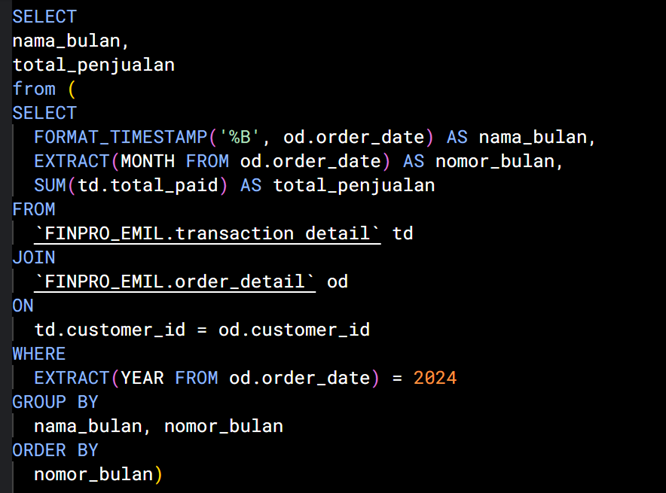 SELECT
nama_bulan,
total_penjualan
from (
SELECT
FORMAT_TIMESTAMP('%B', od.order_date) AS nama_bulan,
EXTRACT(MONTH FROM od.order_date) AS nomor_bulan,
SUM(td.total_paid) AS total_penjualan
FROM
`FINPRO_EMIL.transaction detail` td
JOIN
`FINPRO_EMIL.order_detail` od
ON
td.customer_id = od.customer_id
WHERE
EXTRACT(YEAR FROM od.order_date) = 2024
GROUP BY
nama_bulan, nomor_bulan
ORDER BY
nomor_bulan)